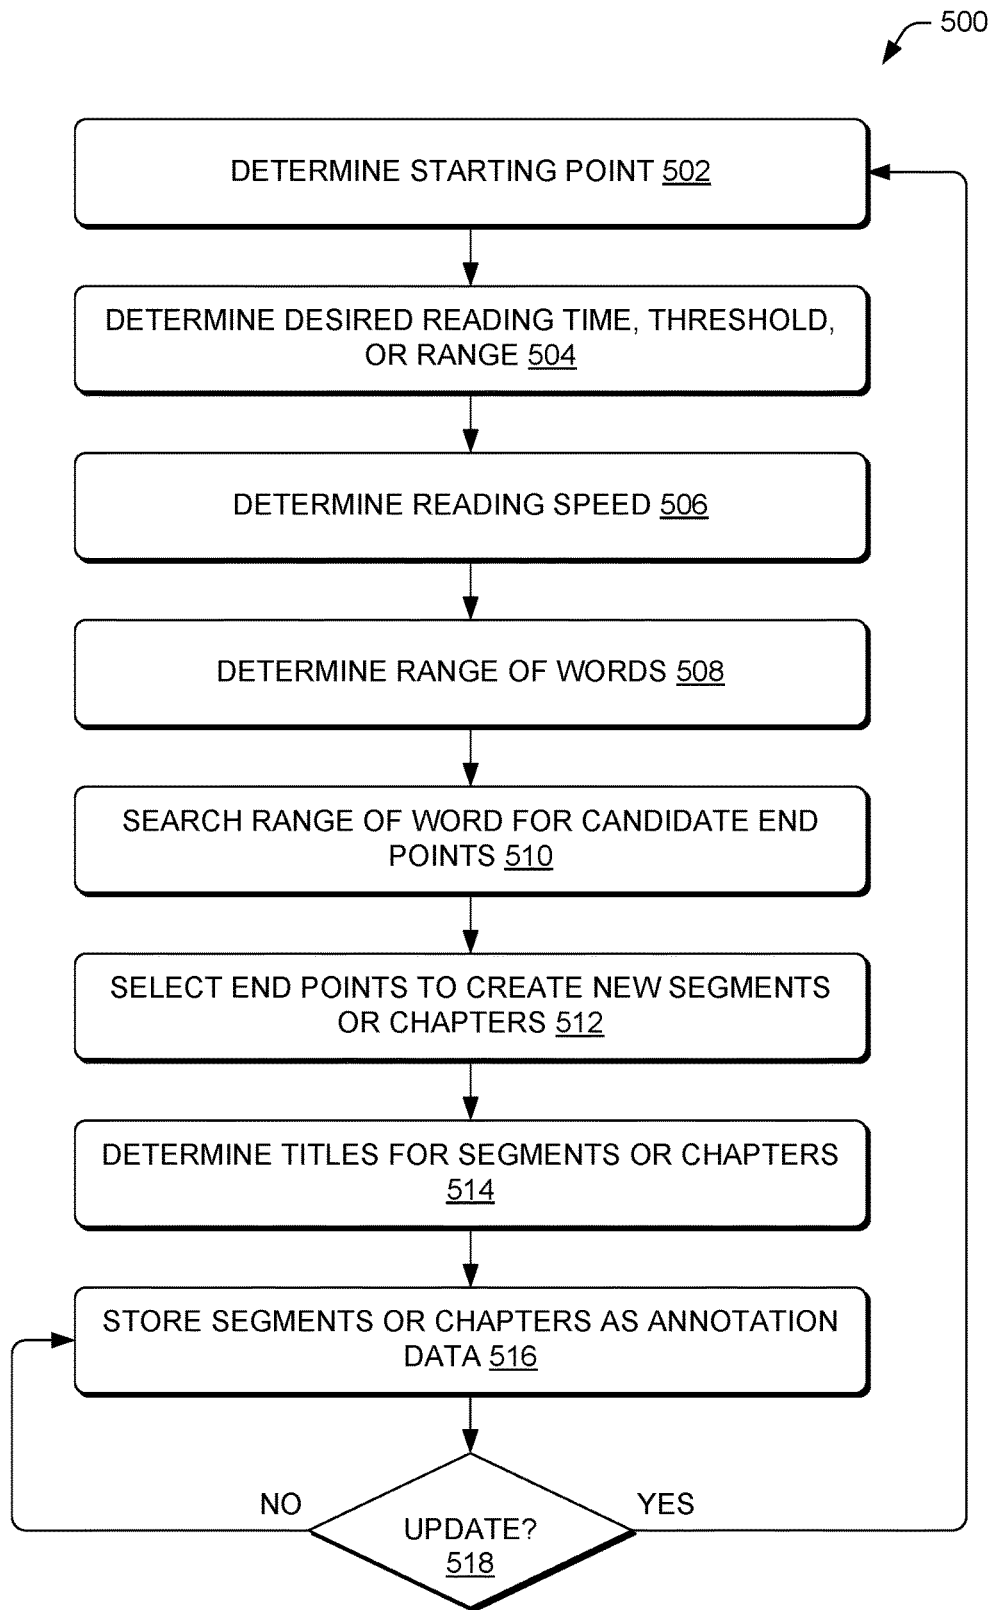 500
DETERMINE STARTING POINT 502
DETERMINE DESIRED READING TIME, THRESHOLD,
OR RANGE 504
DETERMINE READING SPEED 506
DETERMINE RANGE OF WORDS 508
SEARCH RANGE OF WORD FOR CANDIDATE END
POINTS 510
SELECT END POINTS TO CREATE NEW SEGMENTS
OR CHAPTERS 512
DETERMINE TITLES FOR SEGMENTS OR CHAPTERS
514
STORE SEGMENTS OR CHAPTERS AS ANNOTATION
DATA 516
NO
YES
UPDATE?
518